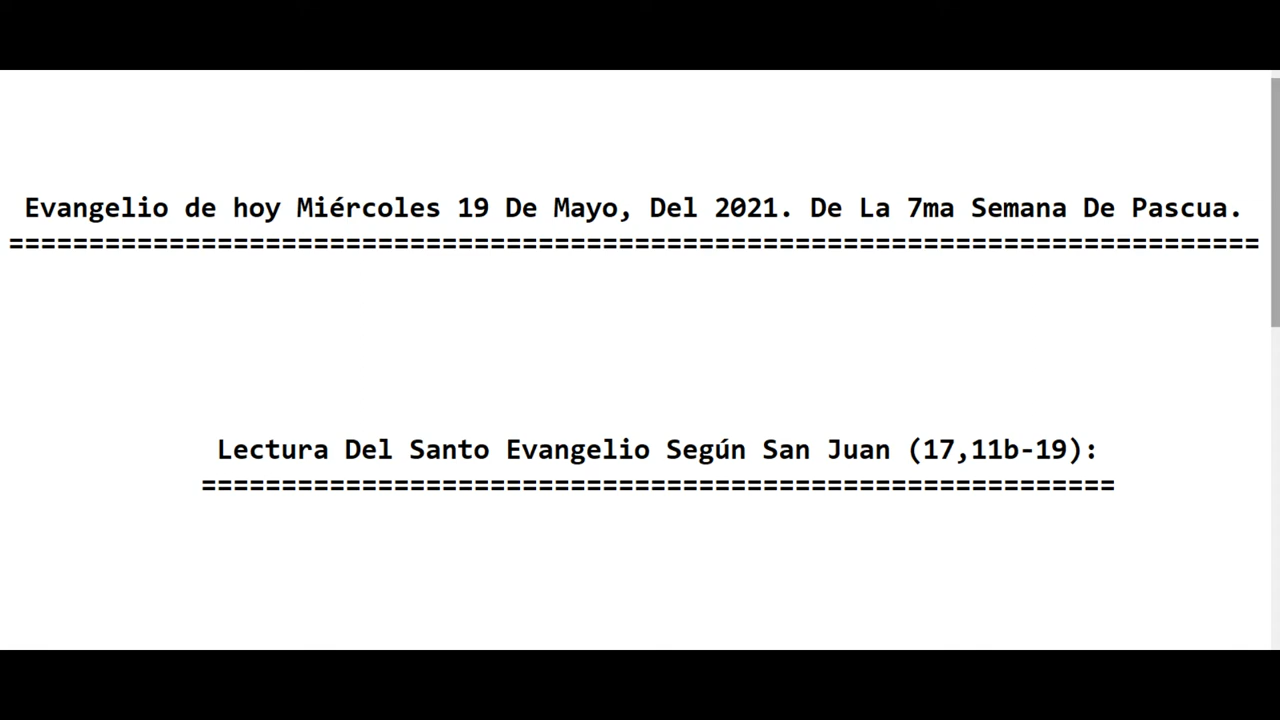 Evangelio de hoy Miércoles 19 De Mayo, Del 2021. De La 7ma Semana De Pascua.
==============================================================================
Lectura Del Santo Evangelio Según San Juan (17,11b-19):
=========================================================